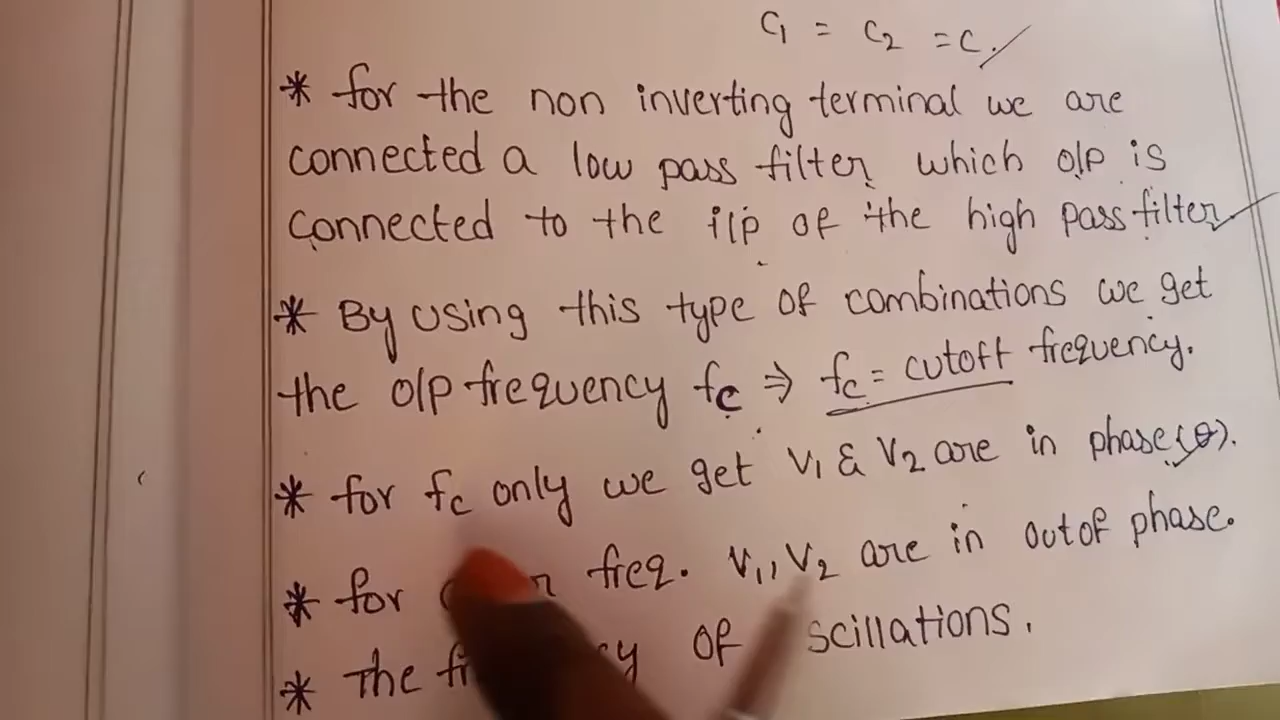 C1 = C2 = C.
* for the non inverting terminal we are
connected a low pass filter which o/p is
connected to the i/p of the high pass filter
* By using this type of combinations we get
the o/p frequency fc ⇒ fc = cutoff frequency.
* for fc only we get V1 & V2 are in phase(θ).
* for freq. V1, V2 are in out of phase.
* The of scillations.